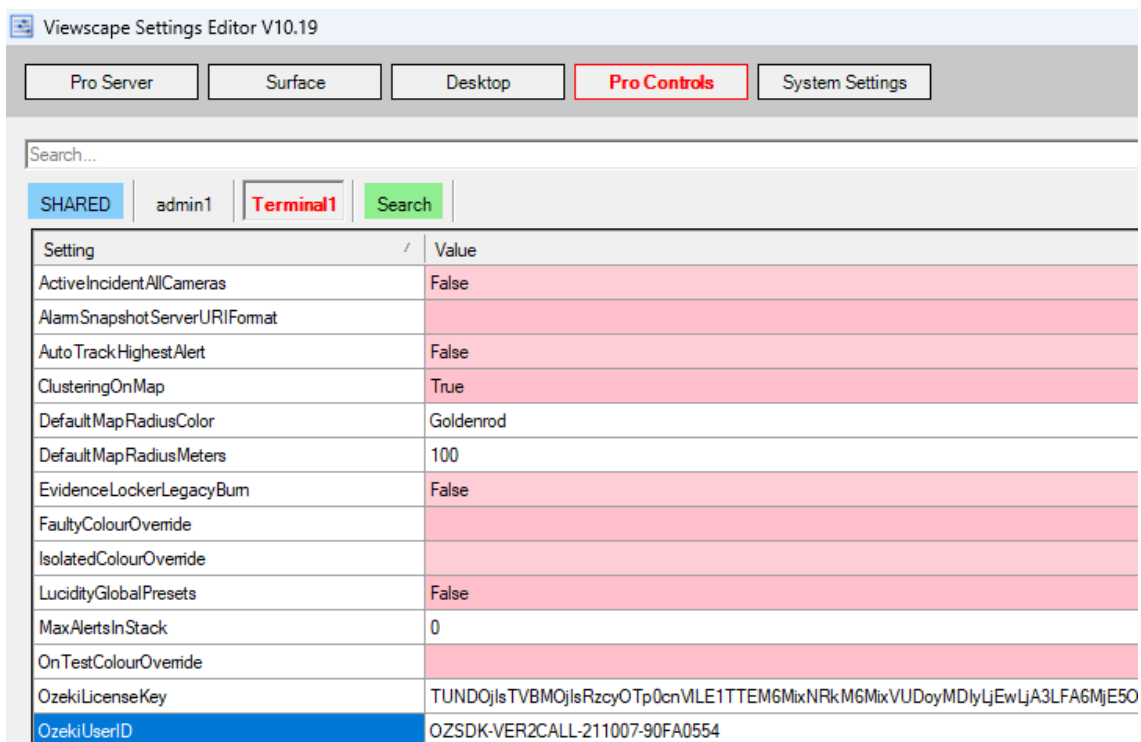 Viewscape Settings Editor V10.19
Pro Server Surface Desktop Pro Controls System Settings
Search...
SHARED admin1 Terminal1 Search
Setting Value
ActiveIncidentAllCameras False
AlarmSnapshotServerURIFormat
AutoTrackHighestAlert False
ClusteringOnMap True
DefaultMapRadiusColor Goldenrod
DefaultMapRadiusMeters 100
EvidenceLockerLegacyBurn False
FaultyColourOverride
IsolatedColourOverride
LucidityGlobalPresets False
MaxAlertsInStack 0
OnTestColourOverride
OzekiLicenseKey
OzekiUserID OZSDK-VER2CALL-211007-90FA0554